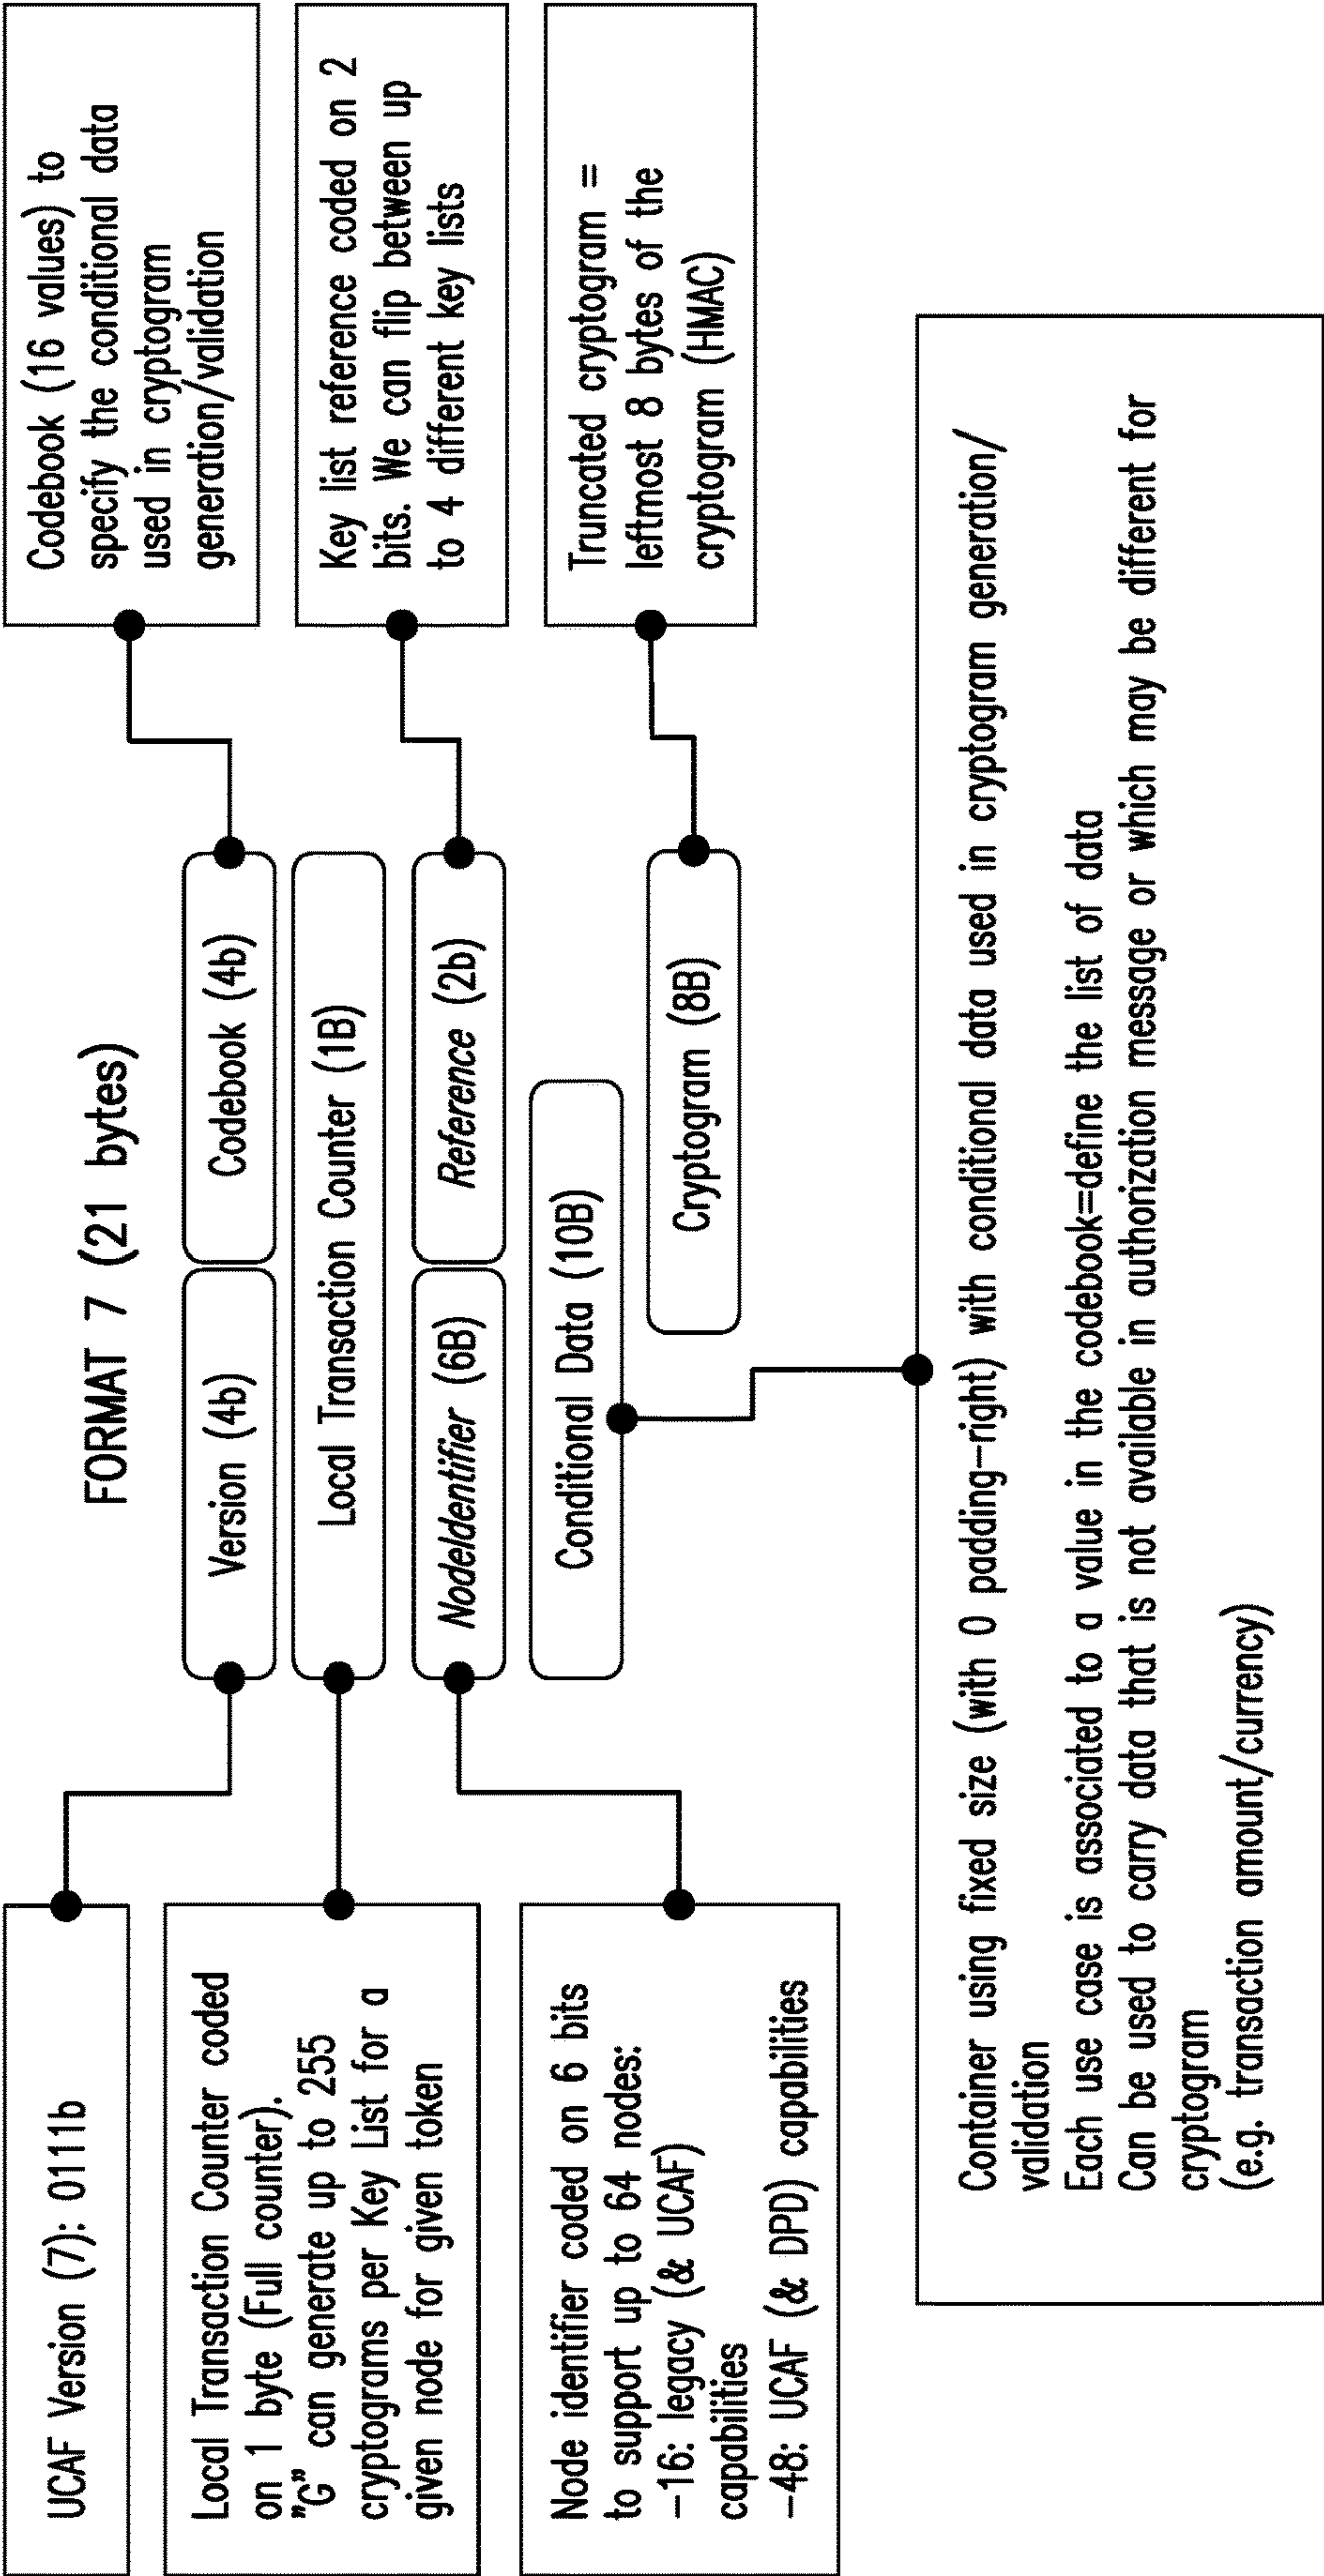 FORMAT 7 (21 bytes)
UCAF Version (7): 0111b
Local Transaction Counter coded
on 1 byte (Full counter).
"G" can generate up to 255
cryptograms per Key List for a
given node for given token
Node identifier coded on 6 bits
to support up to 64 nodes:
-16: legacy (& UCAF)
capabilities
-48: UCAF (& DPD) capabilities
Version (4b)
Codebook (4b)
Local Transaction Counter (1B)
NodeIdentifier (6B)
Reference (2b)
Conditional Data (10B)
Cryptogram (8B)
Codebook (16 values) to
specify the conditional data
used in cryptogram
generation/validation
Key list reference coded on 2
bits. We can flip between up
to 4 different key lists
Truncated cryptogram =
leftmost 8 bytes of the
cryptogram (HMAC)
Container using fixed size (with 0 padding-right) with conditional data used in cryptogram generation/
validation
Each use case is associated to a value in the codebook=define the list of data
Can be used to carry data that is not available in authorization message or which may be different for
cryptogram
(e.g. transaction amount/currency)